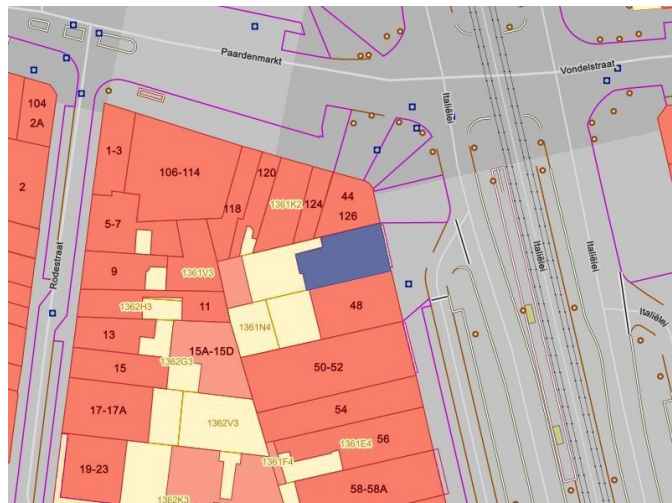 Paardenmarkt
Vondelstraat
Italiëlei
Italiëlei
104
2A
1-3
106-114
120
2
1361K2
44
118
124
126
5-7
Rodestraat
Italiëlei
Italiëlei
9
1361V3
1362H3
11
48
Italiëlei
13
1361N4
15A-15D
1362G3
15
50-52
17-17A
54
1362V3
56
1361E4
19-23
1361F4
58-58A
1362K3